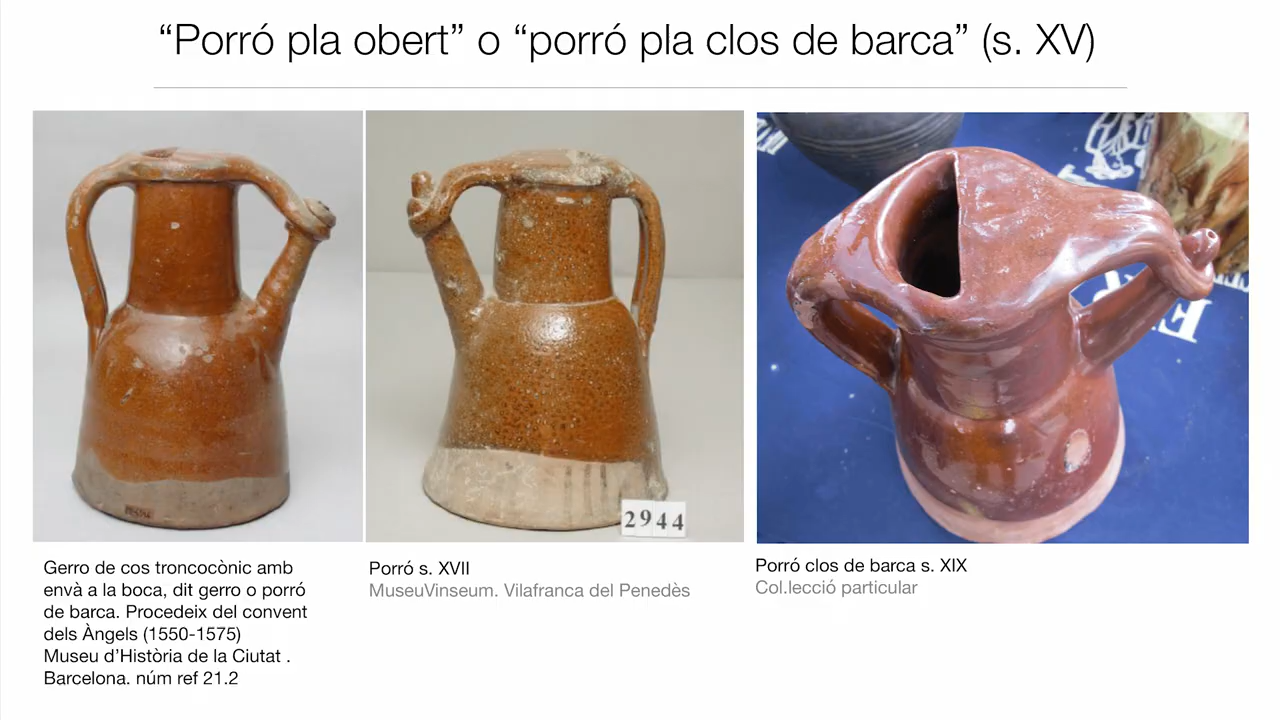 “Porró pla obert” o “porró pla clos de barca” (s. XV)
2944
Gerro de cos troncocònic amb
envà a la boca, dit gerro o porró
de barca. Procedeix del convent
dels Àngels (1550-1575)
Museu d’Història de la Ciutat .
Barcelona. núm ref 21.2
Porró s. XVII
MuseuVinseum. Vilafranca del Penedès
Porró clos de barca s. XIX
Col.lecció particular